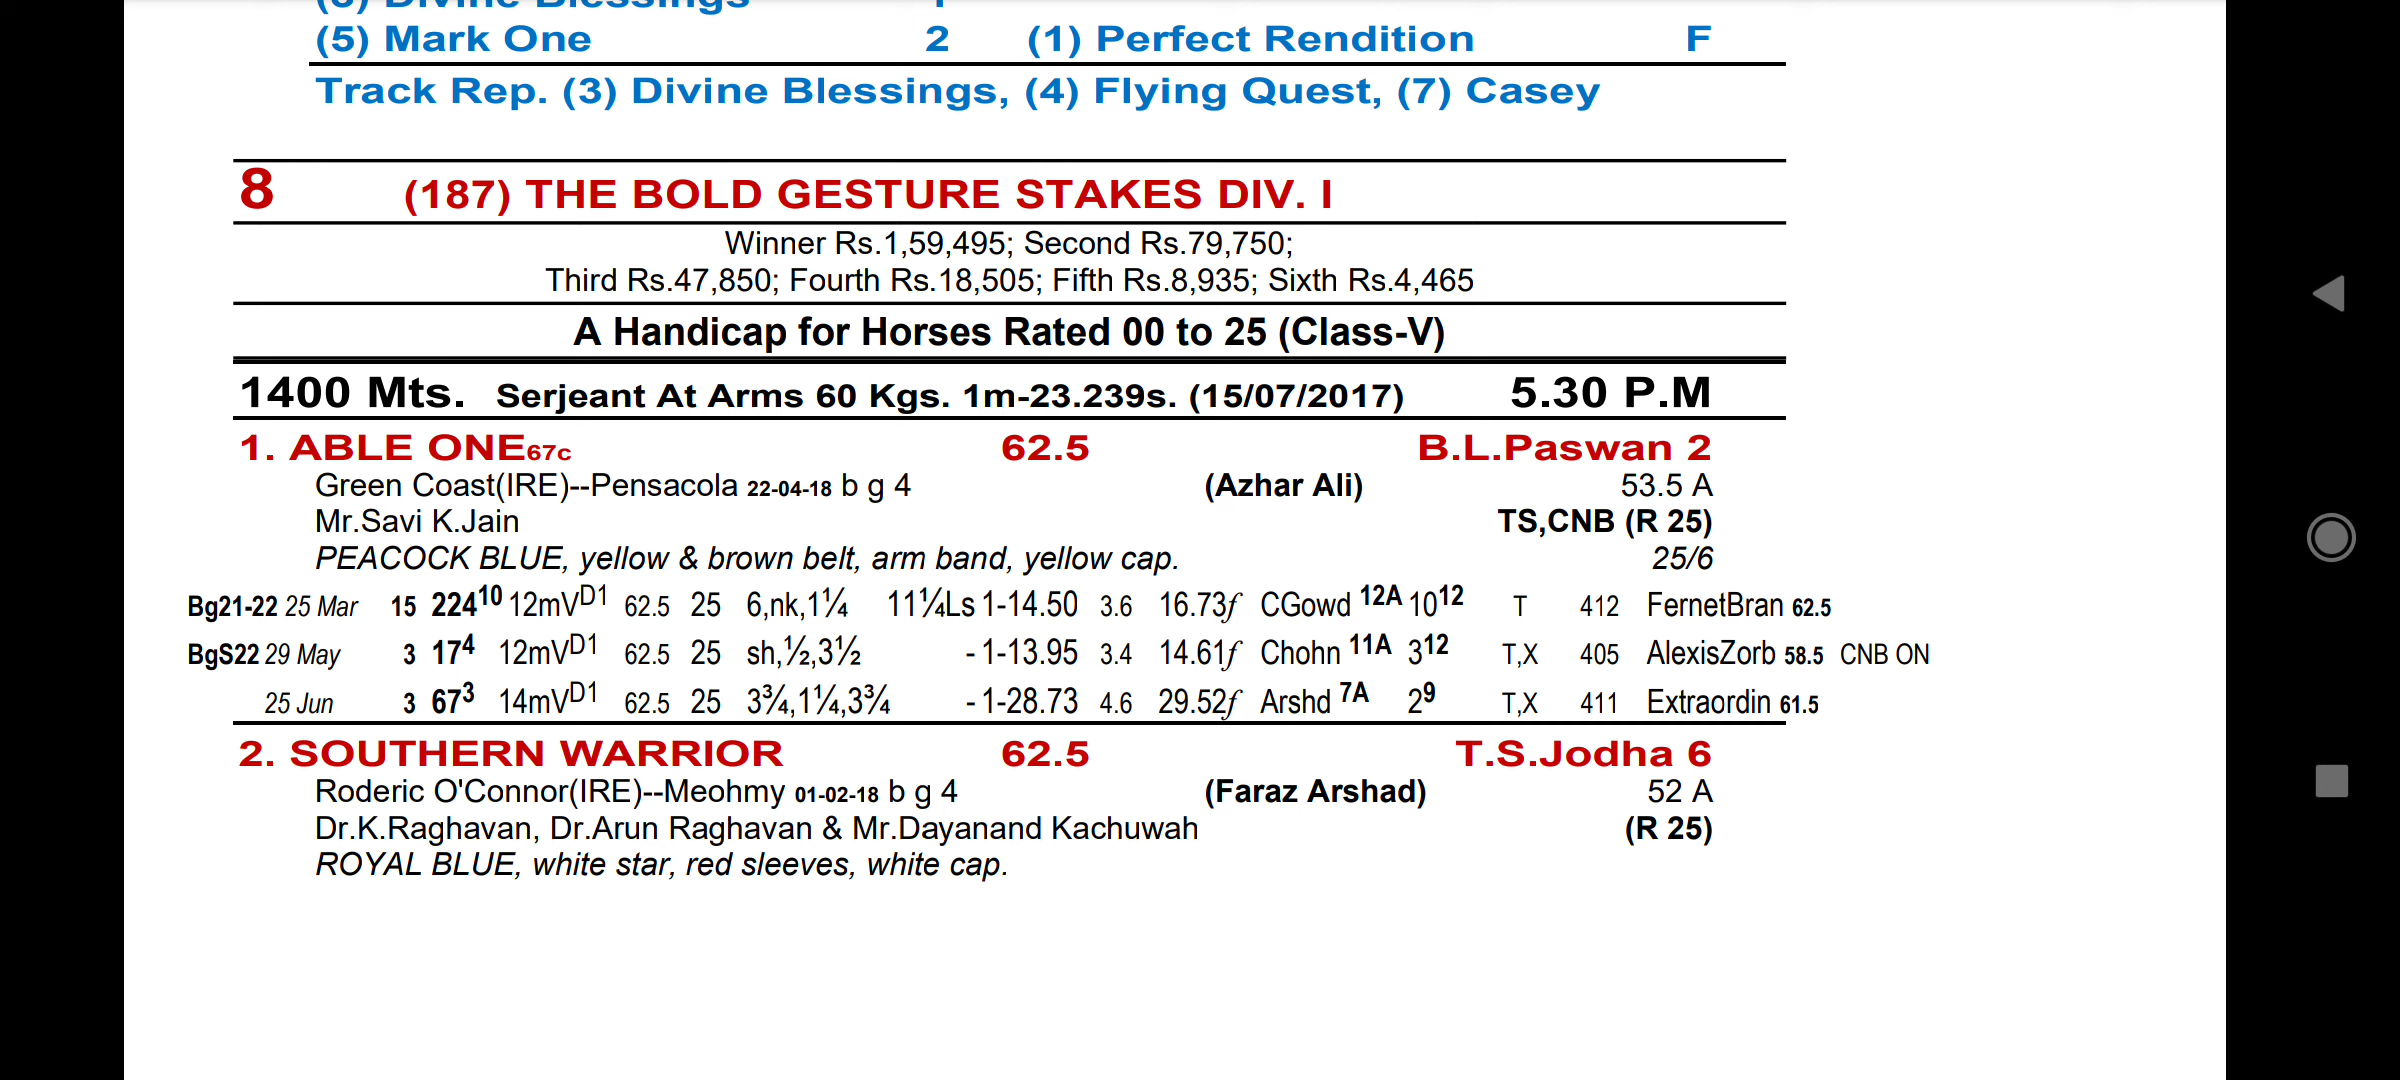 (6) Divine Blessings
(5) Mark One 2 (1) Perfect Rendition F
Track Rep. (3) Divine Blessings, (4) Flying Quest, (7) Casey
8 (187) THE BOLD GESTURE STAKES DIV. I
Winner Rs.1,59,495; Second Rs.79,750;
Third Rs.47,850; Fourth Rs.18,505; Fifth Rs.8,935; Sixth Rs.4,465
A Handicap for Horses Rated 00 to 25 (Class-V)
1400 Mts. Serjeant At Arms 60 Kgs. 1m-23.239s. (15/07/2017) 5.30 P.M
1. ABLE ONE67c 62.5 B.L.Paswan 2
Green Coast(IRE)--Pensacola 22-04-18 b g 4 (Azhar Ali) 53.5 A
Mr.Savi K.Jain TS,CNB (R 25)
PEACOCK BLUE, yellow & brown belt, arm band, yellow cap. 25/6
Bg21-22 25 Mar 15 22410 12mVD1 62.5 25 6,nk,1¼ 11¼Ls 1-14.50 3.6 16.73f CGowd 12A 1012 T 412 FernetBran 62.5
BgS22 29 May 3 174 12mVD1 62.5 25 sh,½,3½ - 1-13.95 3.4 14.61f Chohn 11A 312 T,X 405 AlexisZorb 58.5 CNB ON
25 Jun 3 673 14mVD1 62.5 25 3¾,1¼,3¾ - 1-28.73 4.6 29.52f Arshd 7A 29 T,X 411 Extraordin 61.5
2. SOUTHERN WARRIOR 62.5 T.S.Jodha 6
Roderic O'Connor(IRE)--Meohmy 01-02-18 b g 4 (Faraz Arshad) 52 A
Dr.K.Raghavan, Dr.Arun Raghavan & Mr.Dayanand Kachuwah (R 25)
ROYAL BLUE, white star, red sleeves, white cap.